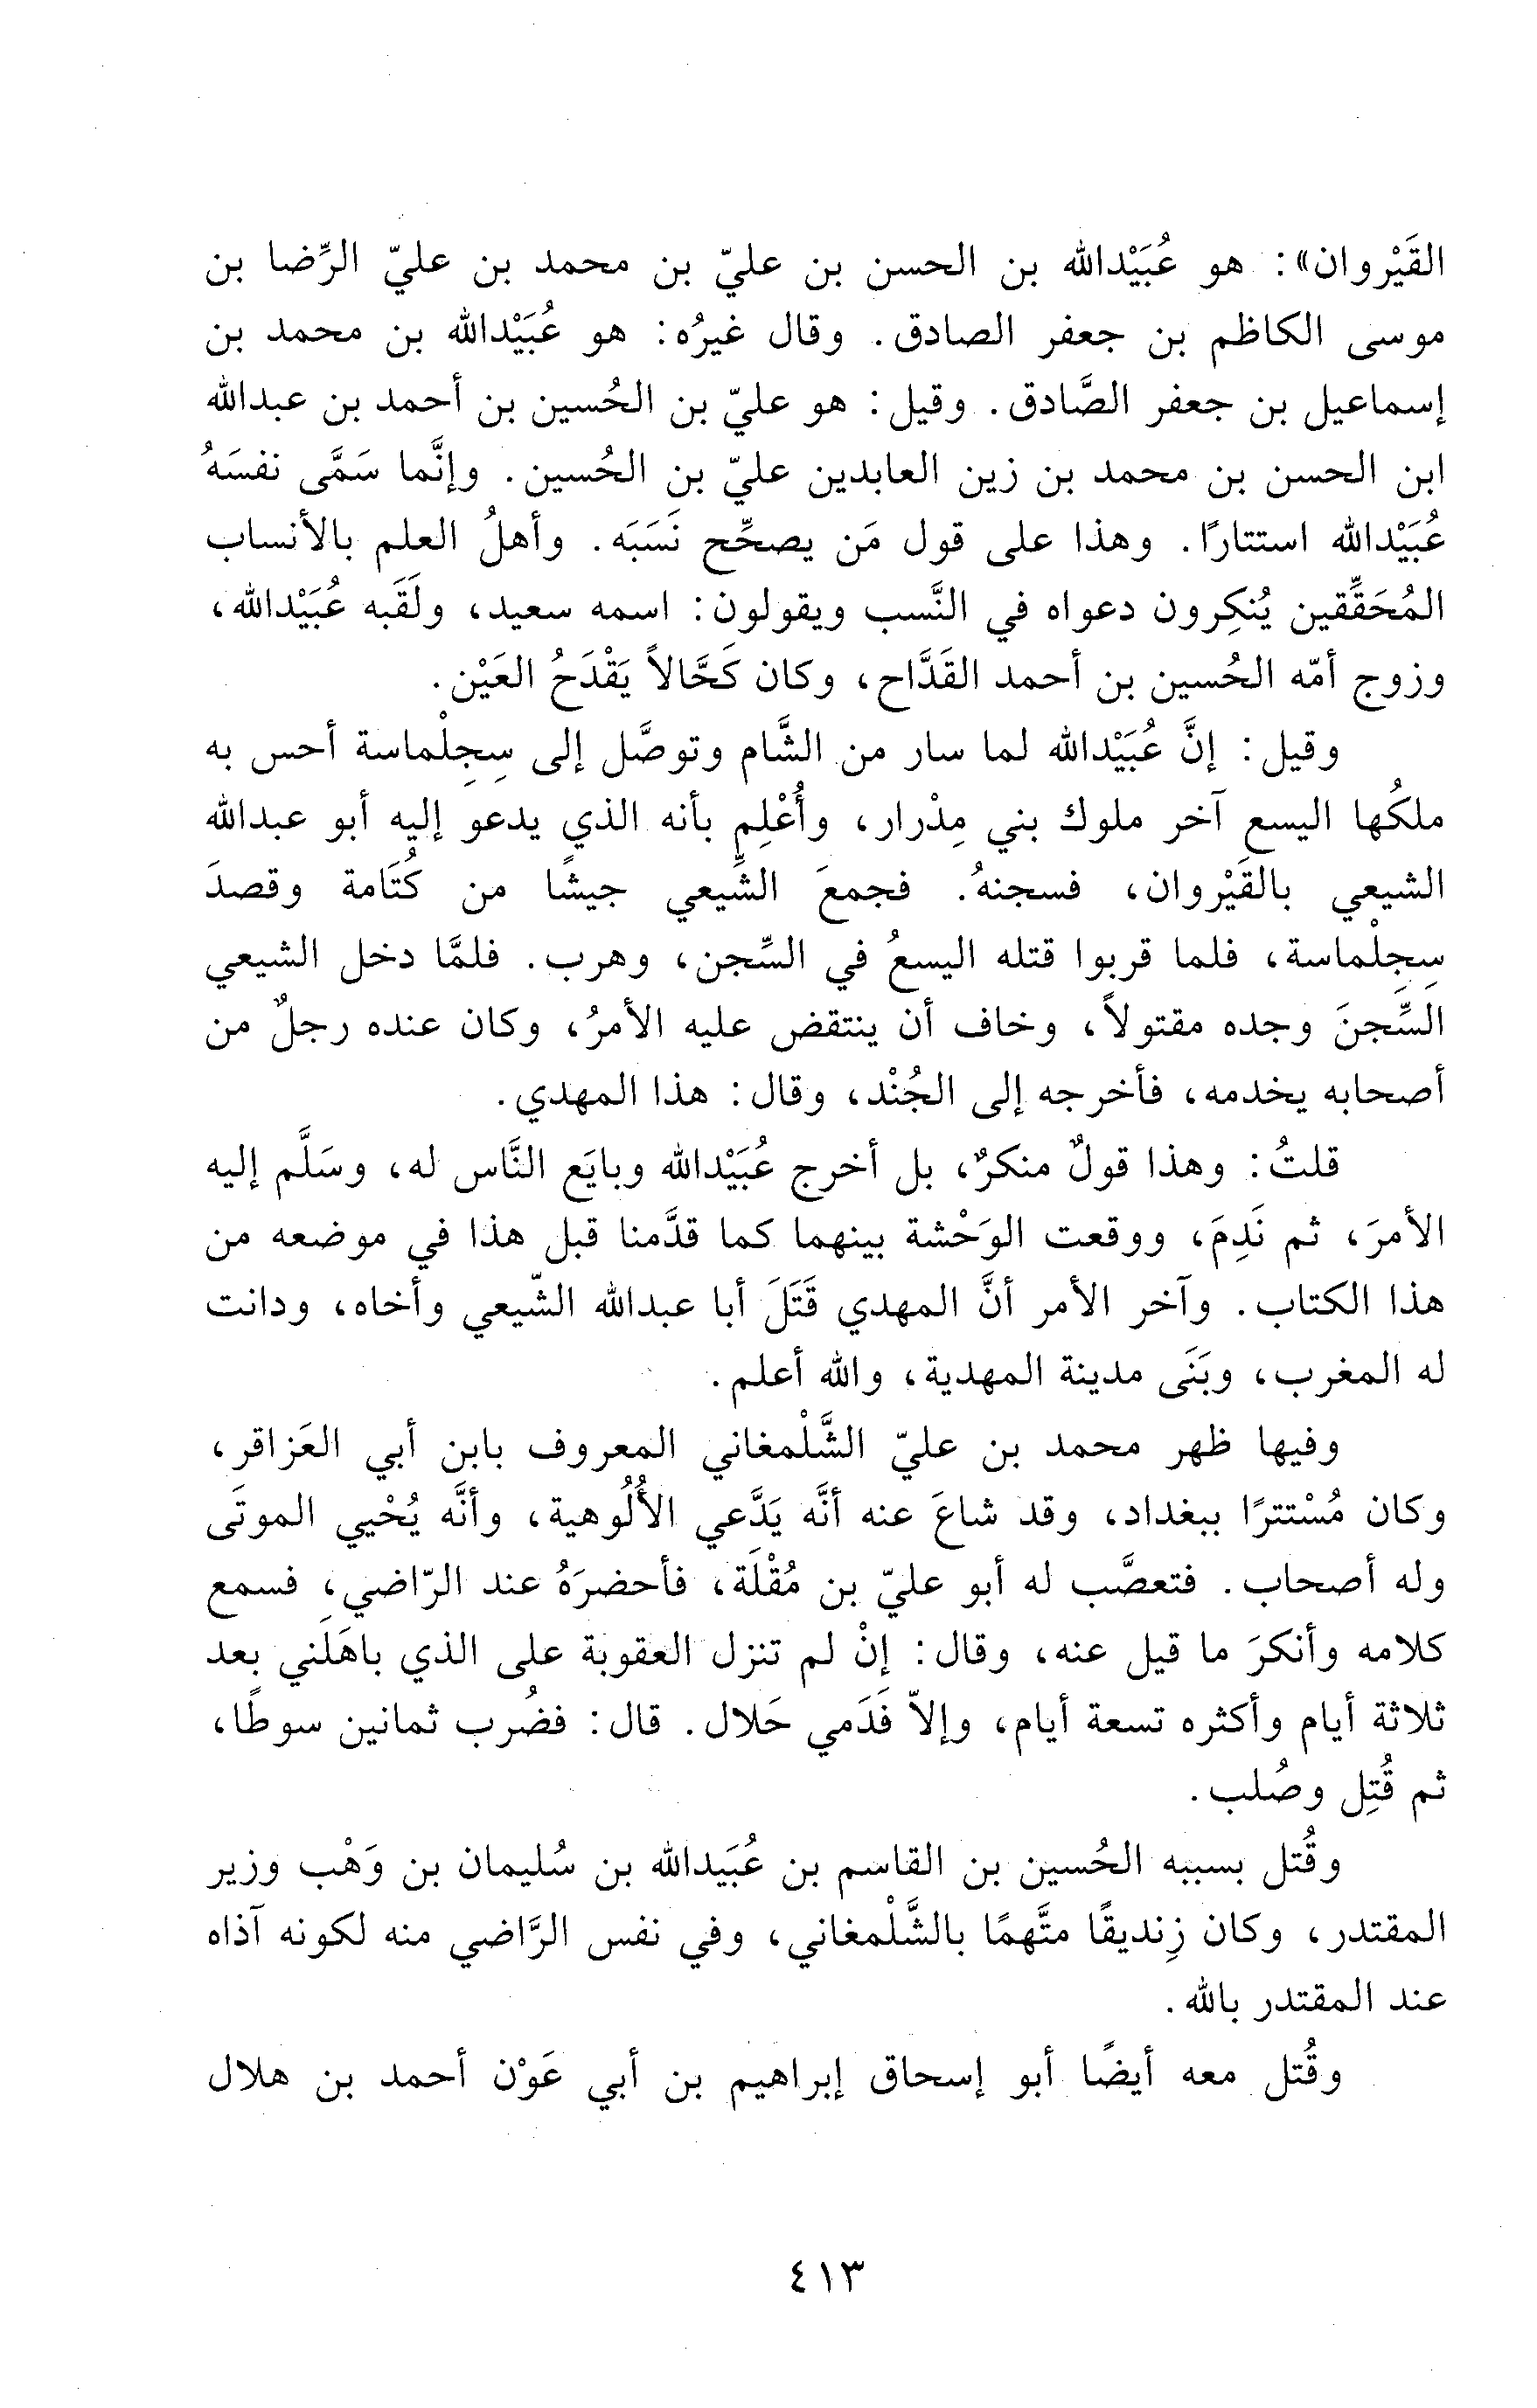 القَيْروان»: هو عُبَيْدالله بن الحسن بن عليّ بن محمد بن عليّ الرِّضا بن
موسى الكاظم بن جعفر الصادق. وقال غيرُه: هو عُبَيْدالله بن محمد بن
إسماعيل بن جعفر الصَّادق. وقيل: هو عليّ بن الحُسين بن أحمد بن عبدالله
ابن الحسن بن محمد بن زين العابدين عليّ بن الحُسين. وإنَّما سَمَّى نفسَهُ
عُبَيْدالله استتارًا. وهذا على قول مَن يصحِّح نَسَبَه. وأهلُ العلم بالأنساب
المُحَقِّقين يُنكِرون دعواه في النَّسب ويقولون: اسمه سعيد، ولَقَبه عُبَيْدالله،
وزوج أمّه الحُسين بن أحمد القَدَّاح، وكان كَحَّالاً يَقْدَحُ العَيْن.
وقيل: إنَّ عُبَيْدالله لما سار من الشَّام وتوصَّل إلى سِجِلْماسة أحس به
ملكُها اليسع آخر ملوك بني مِدْرار، وأُعْلِم بأنه الذي يدعو إليه أبو عبدالله
الشيعي بالقَيْروان، فسجنهُ. فجمعَ الشِّيعي جيشًا من كُتَامة وقصدَ
سِجِلْماسة، فلما قربوا قتله اليسعُ في السِّجن، وهرب. فلمَّا دخل الشيعي
السِّجنَ وجده مقتولاً، وخاف أن ينتقض عليه الأمرُ، وكان عنده رجلٌ من
أصحابه يخدمه، فأخرجه إلى الجُنْد، وقال: هذا المهدي.
قلتُ: وهذا قولٌ منكرٌ، بل أخرج عُبَيْدالله وبايَع النَّاس له، وسَلَّم إليه
الأمرَ، ثم نَدِمَ، ووقعت الوَحْشة بينهما كما قدَّمنا قبل هذا في موضعه من
هذا الكتاب. وآخر الأمر أنَّ المهدي قَتَلَ أبا عبدالله الشّيعي وأخاه، ودانت
له المغرب، وبَنَى مدينة المهدية، والله أعلم.
وفيها ظهر محمد بن عليّ الشَّلْمغاني المعروف بابن أبي العَزاقر،
وكان مُسْتترًا ببغداد، وقد شاعَ عنه أنَّه يَدَّعي الأُلُوهية، وأنَّه يُحْيي الموتَى
وله أصحاب. فتعصَّب له أبو عليّ بن مُقْلَة، فأحضرَهُ عند الرّاضي، فسمع
كلامه وأنكرَ ما قيل عنه، وقال: إنْ لم تنزل العقوبة على الذي باهَلَني بعد
ثلاثة أيام وأكثره تسعة أيام، وإلاّ فَدَمي حَلال. قال: فضُرب ثمانين سوطًا،
ثم قُتِل وصُلب.
وقُتل بسببه الحُسين بن القاسم بن عُبَيدالله بن سُليمان بن وَهْب وزير
المقتدر، وكان زِنديقًا متَّهمًا بالشَّلْمغاني، وفي نفس الرَّاضي منه لكونه آذاه
عند المقتدر بالله.
وقُتل معه أيضًا أبو إسحاق إبراهيم بن أبي عَوْن أحمد بن هلال
٤١٣